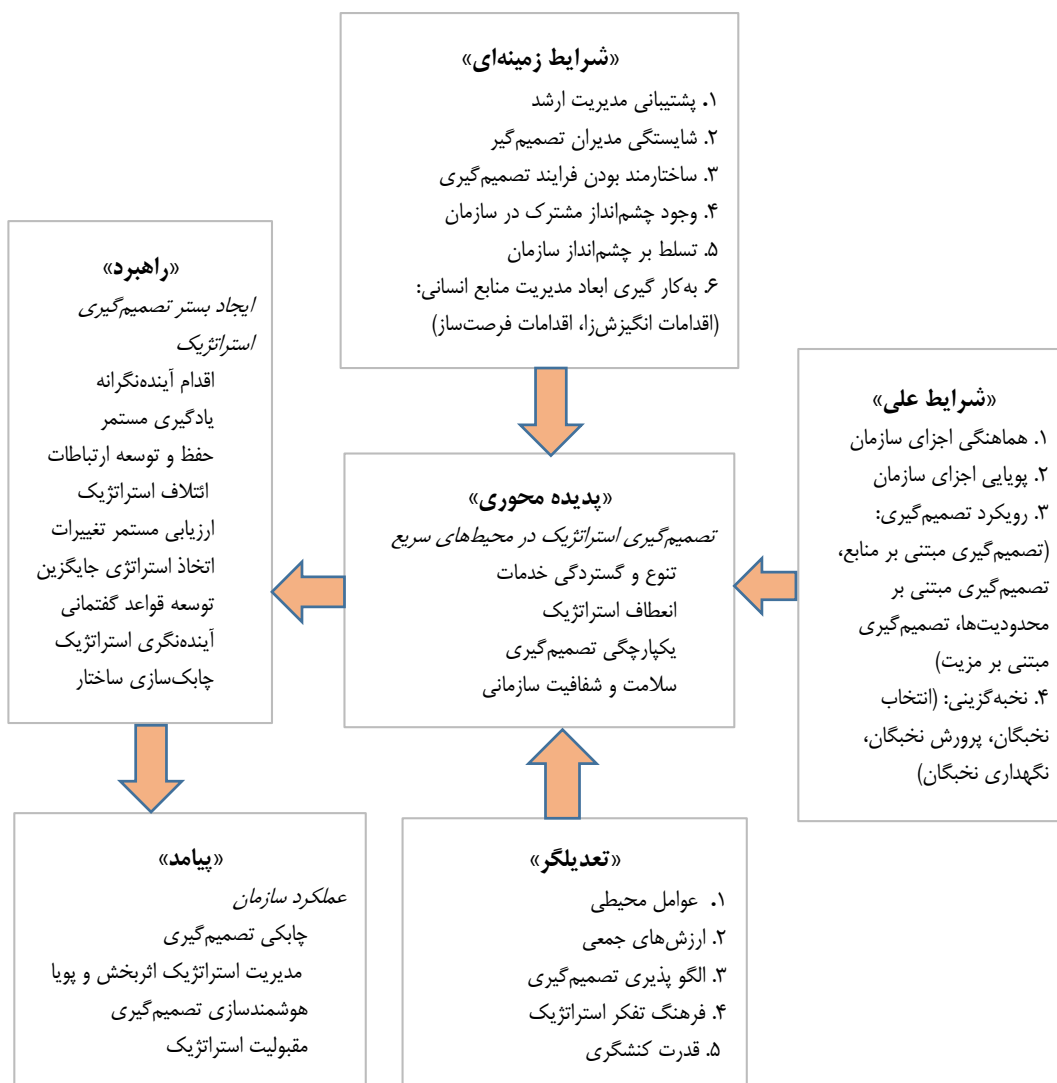 «شرایط زمینه‌ای»
۱. پشتیبانی مدیریت ارشد
۲. شایستگی مدیران تصمیم‌گیر
۳. ساختارمند بودن فرایند تصمیم‌گیری
۴. وجود چشم‌انداز مشترک در سازمان
۵. تسلط بر چشم‌انداز سازمان
۶. به‌کار گیری ابعاد مدیریت منابع انسانی:
(اقدامات انگیزش‌زا، اقدامات فرصت‌ساز)
«شرایط علی»
۱. هماهنگی اجزای سازمان
۲. پویایی اجزای سازمان
۳. رویکرد تصمیم‌گیری:
(تصمیم‌گیری مبتنی بر منابع،
تصمیم‌گیری مبتنی بر
محدودیت‌ها، تصمیم‌گیری
مبتنی بر مزیت)
۴. نخبه‌گزینی: (انتخاب
نخبگان، پرورش نخبگان،
نگهداری نخبگان)
«پدیده محوری»
تصمیم‌گیری استراتژیک در محیط‌های سریع
تنوع و گستردگی خدمات
انعطاف استراتژیک
یکپارچگی تصمیم‌گیری
سلامت و شفافیت سازمانی
«راهبرد»
ایجاد بستر تصمیم‌گیری
استراتژیک
اقدام آینده‌نگرانه
یادگیری مستمر
حفظ و توسعه ارتباطات
ائتلاف استراتژیک
ارزیابی مستمر تغییرات
اتخاذ استراتژی جایگزین
توسعه قواعد گفتمانی
آینده‌نگری استراتژیک
چابک‌سازی ساختار
«تعدیلگر»
۱. عوامل محیطی
۲. ارزش‌های جمعی
۳. الگو پذیری تصمیم‌گیری
۴. فرهنگ تفکر استراتژیک
۵. قدرت کنشگری
«پیامد»
عملکرد سازمان
چابکی تصمیم‌گیری
مدیریت استراتژیک اثربخش و پویا
هوشمندسازی تصمیم‌گیری
مقبولیت استراتژیک